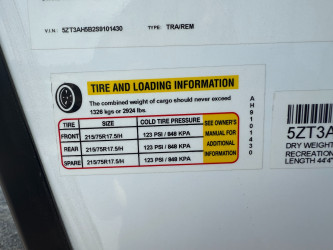 V.I.N.: 5ZT3AH5B2S9101430 TYPE: TRA/REM
TIRE AND LOADING INFORMATION
The combined weight of cargo should never exceed
1326 kgs or 2924 lbs.
TIRE SIZE COLD TIRE PRESSURE SEE OWNER'S MANUAL FOR ADDITIONAL INFORMATION
FRONT 215/75R17.5/H 123 PSI / 848 KPA
REAR 215/75R17.5/H 123 PSI / 848 KPA
SPARE 215/75R17.5/H 123 PSI / 848 KPA
AH9101430
5ZT3A
DRY WEIGHT
RECREATION
LENGTH 44'4"